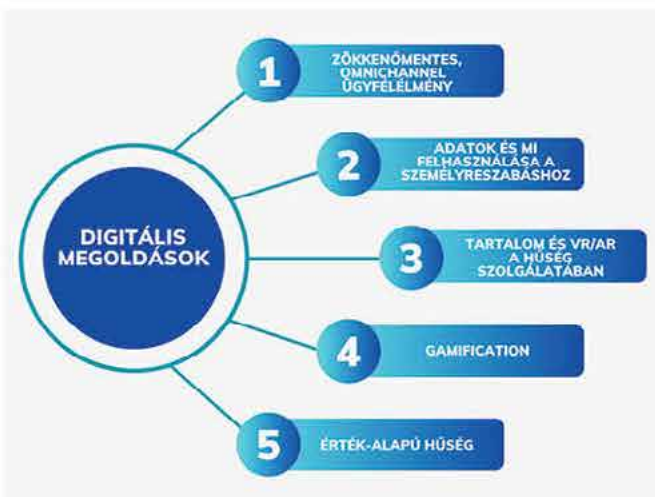 DIGITÁLIS
MEGOLDÁSOK
1
ZÖKKENŐMENTES,
OMNICHANNEL
ÜGYFÉLÉLMÉNY
2
ADATOK ÉS MI
FELHASZNÁLÁSA A
SZEMÉLYRESZABÁSHOZ
3
TARTALOM ÉS VR/AR
A HŰSÉG
SZOLGÁLATÁBAN
4
GAMIFICATION
5
ÉRTÉK-ALAPÚ HŰSÉG